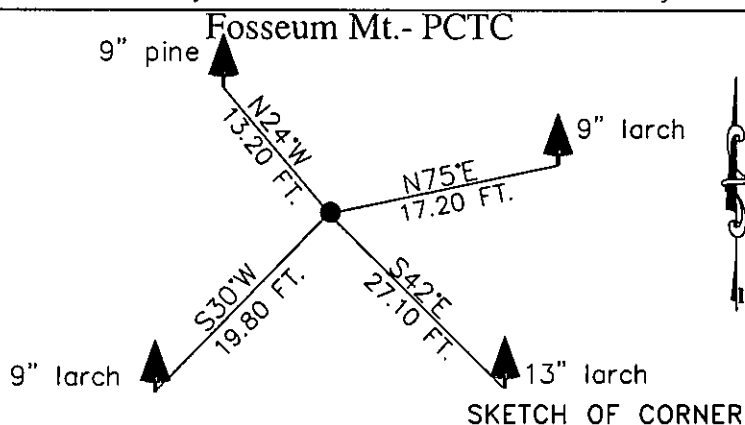 Fosseum Mt.- PCTC
9" pine
N24°W
13.20 FT.
9" larch
N75°E
17.20 FT.
S30°W
19.80 FT.
S42°E
27.10 FT.
9" larch
13" larch
SKETCH OF CORNER